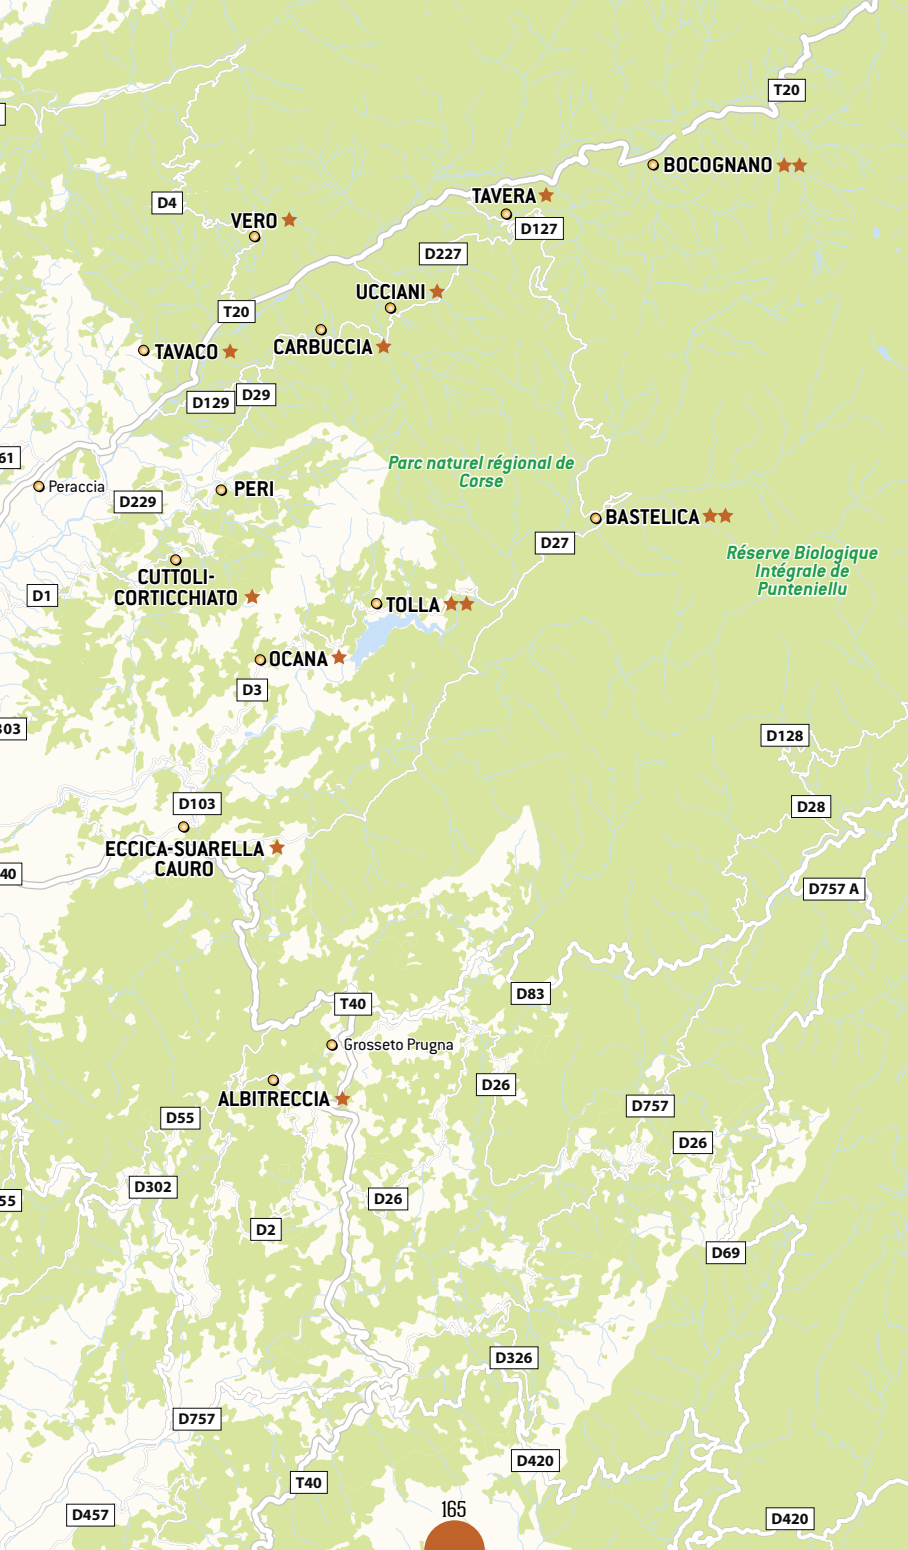 T20
BOCOGNANO
TAVERA
D4
VERO
D127
D227
UCCIANI
T20
CARBUCCIA
TAVACO
D129
D29
61
Parc naturel régional de
Corse
Peraccia
PERI
D229
BASTELICA
D27
Réserve Biologique
Intégrale de
Punteniellu
CUTTOLI-
CORTICCHIATO
D1
TOLLA
OCANA
D3
303
D128
D103
D28
ECCICA-SUARELLA
CAURO
40
D757 A
D83
T40
Grosseto Prugna
D26
ALBITRECCIA
D757
D55
D26
D302
D26
55
D2
D69
D326
D757
D420
T40
D457
165
D420